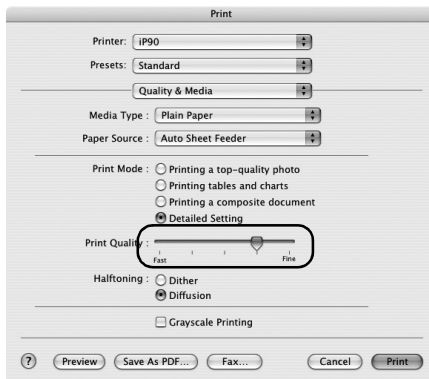 Print
Printer: iP90
Presets: Standard
Quality & Media
Media Type : Plain Paper
Paper Source : Auto Sheet Feeder
Print Mode : Printing a top-quality photo
Printing tables and charts
Printing a composite document
Detailed Setting
Print Quality :
Fast Fine
Halftoning : Dither
Diffusion
Grayscale Printing
? Preview Save As PDF... Fax... Cancel Print